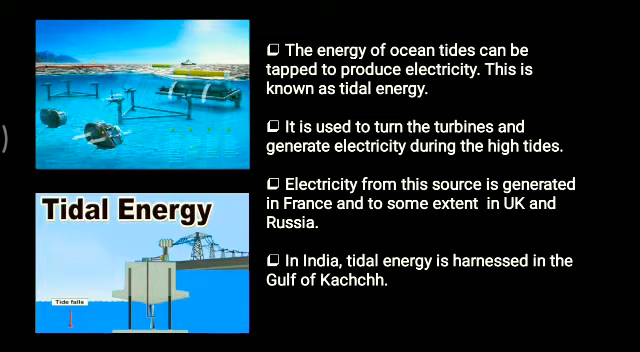 ❑ The energy of ocean tides can be
tapped to produce electricity. This is
known as tidal energy.
❑ It is used to turn the turbines and
generate electricity during the high tides.
❑ Electricity from this source is generated
in France and to some extent in UK and
Russia.
❑ In India, tidal energy is harnessed in the
Gulf of Kachchh.
Tidal Energy
Tide falls